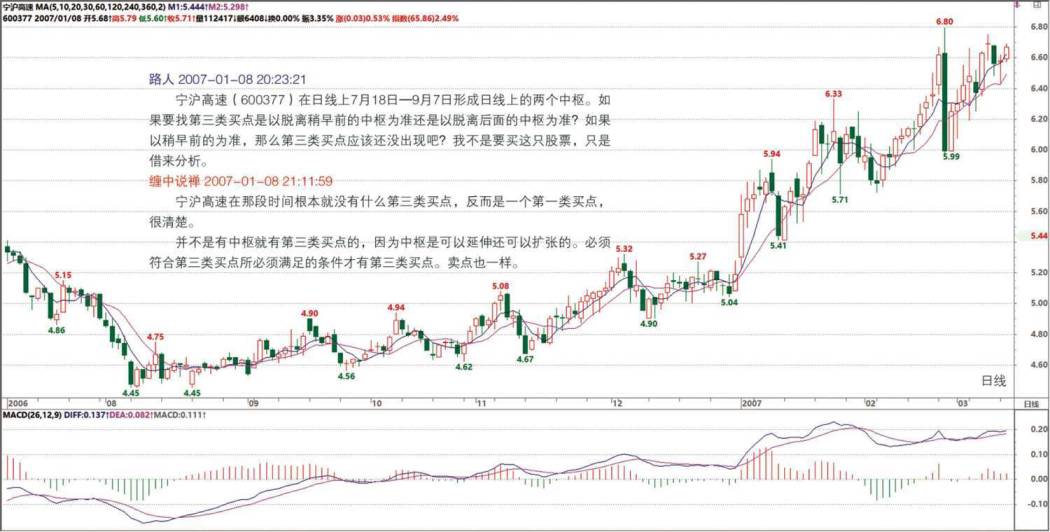 宁沪高速 MA(5,10,20,30,60,120,240,360,2) M1:5.444↑M2:5.298↑
600377 2007/01/08 开5.68↑高5.79 低5.60↑收5.71↑量112417↓额6408↓换0.00% 振3.35% 涨(0.03)0.53% 指数(65.86)2.49%
路人 2007-01-08 20:23:21
宁沪高速（600377）在日线上7月18日—9月7日形成日线上的两个中枢。如
果要找第三类买点是以脱离稍早前的中枢为准还是以脱离后面的中枢为准？如果
以稍早前的为准，那么第三类买点应该还没出现吧？我不是要买这只股票，只是
借来分析。
缠中说禅 2007-01-08 21:11:59
宁沪高速在那段时间根本就没有什么第三类买点，反而是一个第一类买点，
很清楚。
并不是有中枢就有第三类买点的，因为中枢是可以延伸还可以扩张的。必须
符合第三类买点所必须满足的条件才有第三类买点。卖点也一样。
6.80
6.80
6.60
6.40
6.33
6.20
6.00
5.99
5.94
5.80
5.71
5.60
5.44
5.41
5.32
5.27
5.20
5.15
5.08
5.04
5.00
4.94
4.90
4.90
4.86
4.80
4.75
4.67
4.62
4.60
4.56
4.45
4.45
日线
2006 08 09 10 11 12 2007 02 03 日线
MACD(26,12,9) DIFF:0.137↑DEA:0.082↑MACD:0.111↑
0.20
0.10
0.00
-0.10